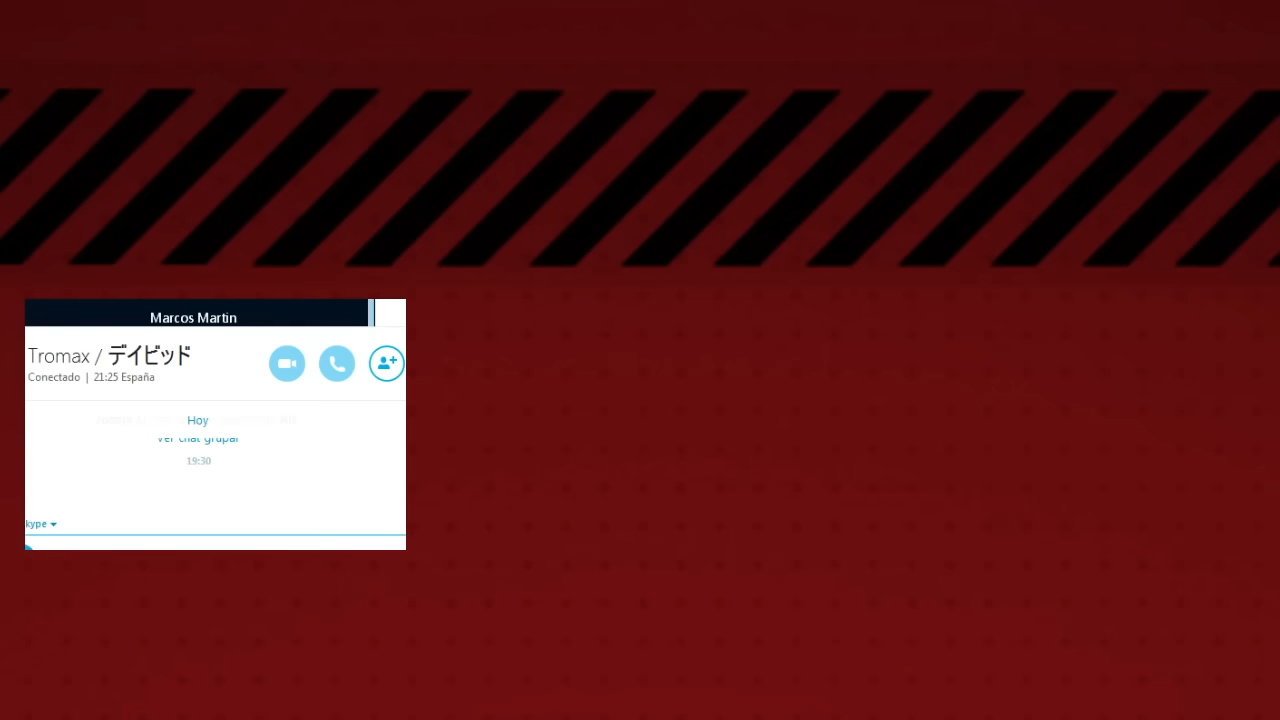 Marcos Martin
Tromax / デイビッド
Conectado | 21:25 España
Hoy
Ver chat grupal
19:30
kype